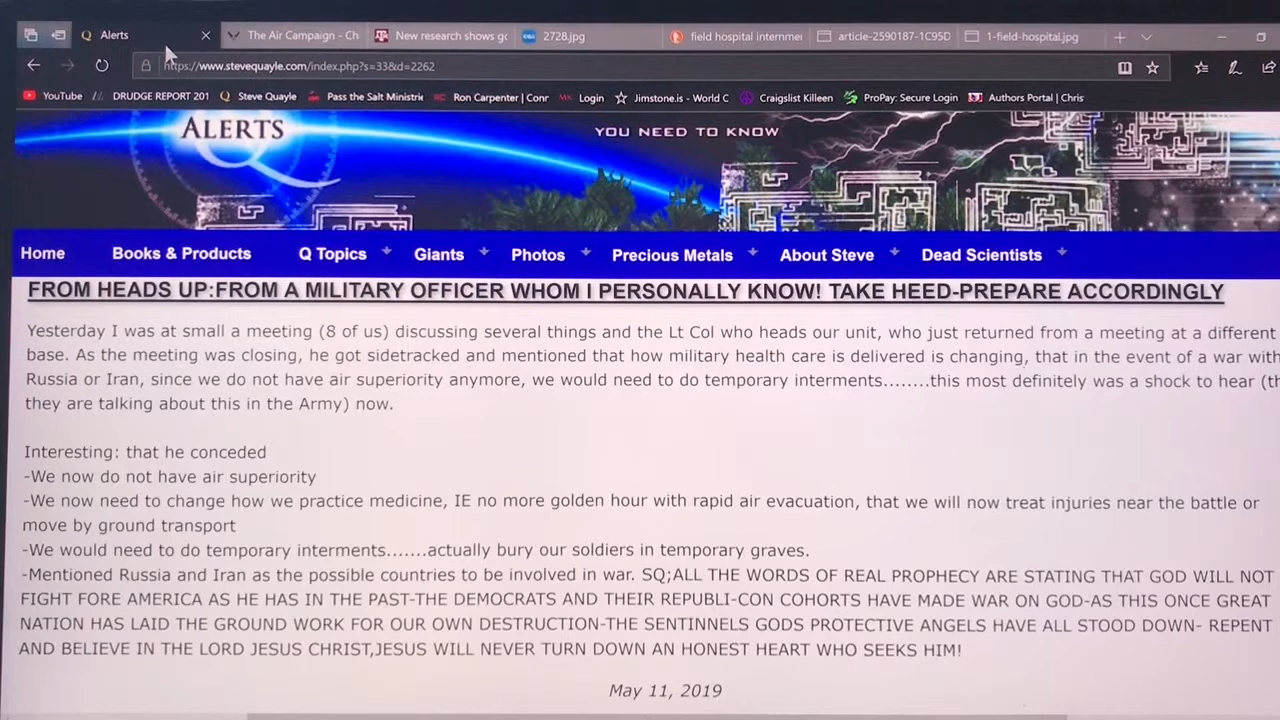 Alerts
The Air Campaign - Ch
New research shows go
2728.jpg
field hospital internmei
article-2590187-1C95D
1-field-hospital.jpg
https://www.stevequayle.com/index.php?s=33&d=2262
YouTube
DRUDGE REPORT 201
Steve Quayle
Pass the Salt Ministrie
Ron Carpenter | Conr
Login
Jimstone.is - World C
Craigslist Killeen
ProPay: Secure Login
Authors Portal | Chris
ALERTS
YOU NEED TO KNOW
Home
Books & Products
Q Topics
Giants
Photos
Precious Metals
About Steve
Dead Scientists
FROM HEADS UP:FROM A MILITARY OFFICER WHOM I PERSONALLY KNOW! TAKE HEED-PREPARE ACCORDINGLY
Yesterday I was at small a meeting (8 of us) discussing several things and the Lt Col who heads our unit, who just returned from a meeting at a different
base. As the meeting was closing, he got sidetracked and mentioned that how military health care is delivered is changing, that in the event of a war with
Russia or Iran, since we do not have air superiority anymore, we would need to do temporary interments........this most definitely was a shock to hear (th
they are talking about this in the Army) now.
Interesting: that he conceded
-We now do not have air superiority
-We now need to change how we practice medicine, IE no more golden hour with rapid air evacuation, that we will now treat injuries near the battle or
move by ground transport
-We would need to do temporary interments.......actually bury our soldiers in temporary graves.
-Mentioned Russia and Iran as the possible countries to be involved in war. SQ;ALL THE WORDS OF REAL PROPHECY ARE STATING THAT GOD WILL NOT
FIGHT FORE AMERICA AS HE HAS IN THE PAST-THE DEMOCRATS AND THEIR REPUBLI-CON COHORTS HAVE MADE WAR ON GOD-AS THIS ONCE GREAT
NATION HAS LAID THE GROUND WORK FOR OUR OWN DESTRUCTION-THE SENTINNELS GODS PROTECTIVE ANGELS HAVE ALL STOOD DOWN- REPENT
AND BELIEVE IN THE LORD JESUS CHRIST,JESUS WILL NEVER TURN DOWN AN HONEST HEART WHO SEEKS HIM!
May 11, 2019